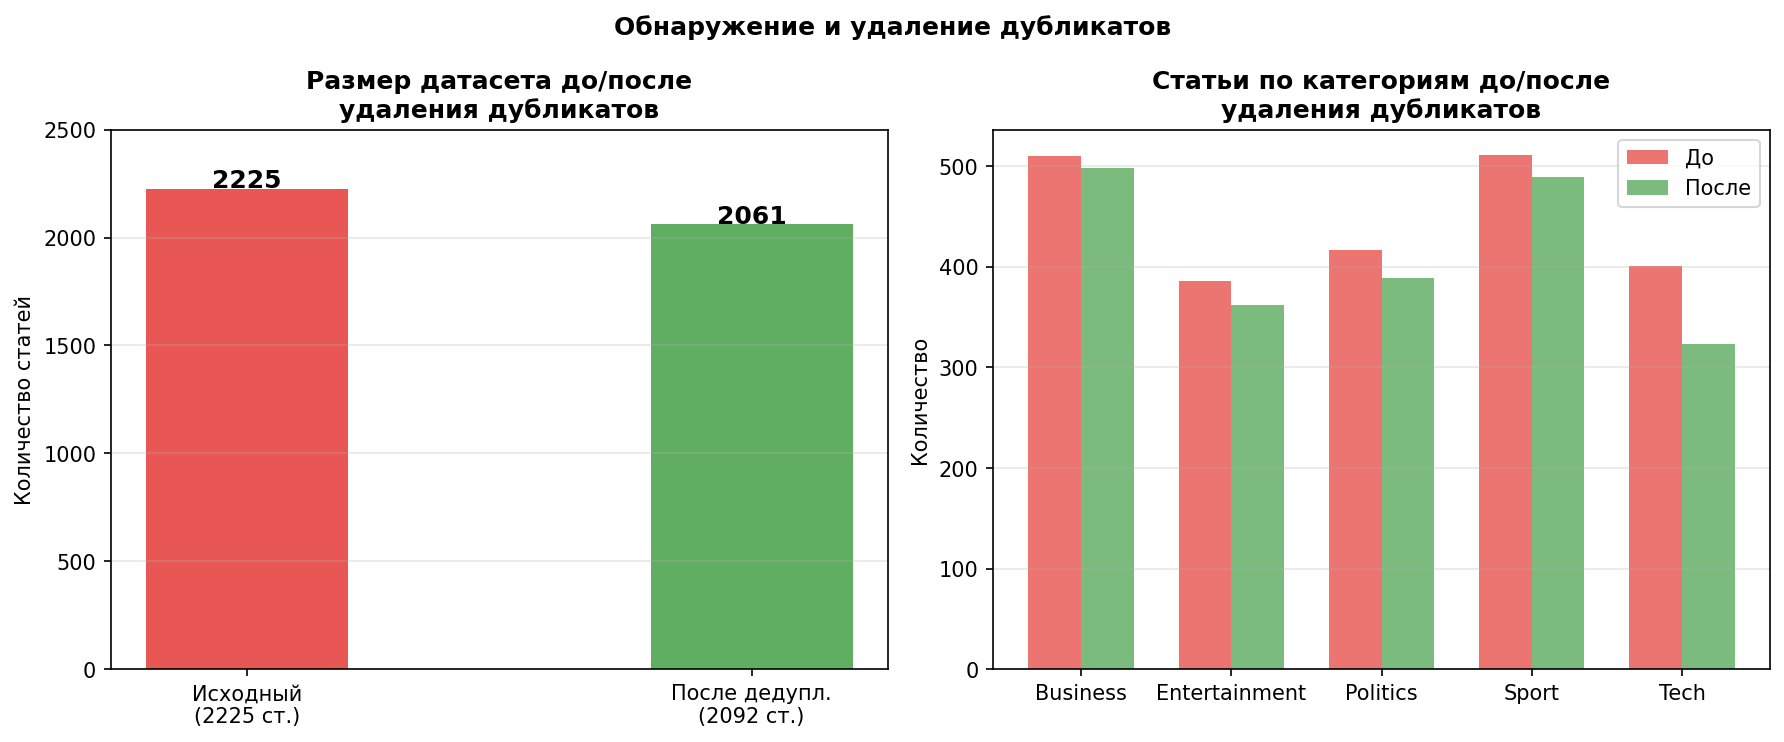 Обнаружение и удаление дубликатов
Размер датасета до/после
удаления дубликатов
Количество статей
2500
2000
1500
1000
500
0
2225
2061
Исходный
(2225 ст.)
После дедупл.
(2092 ст.)
Статьи по категориям до/после
удаления дубликатов
Количество
500
400
300
200
100
0
До
После
Business
Entertainment
Politics
Sport
Tech